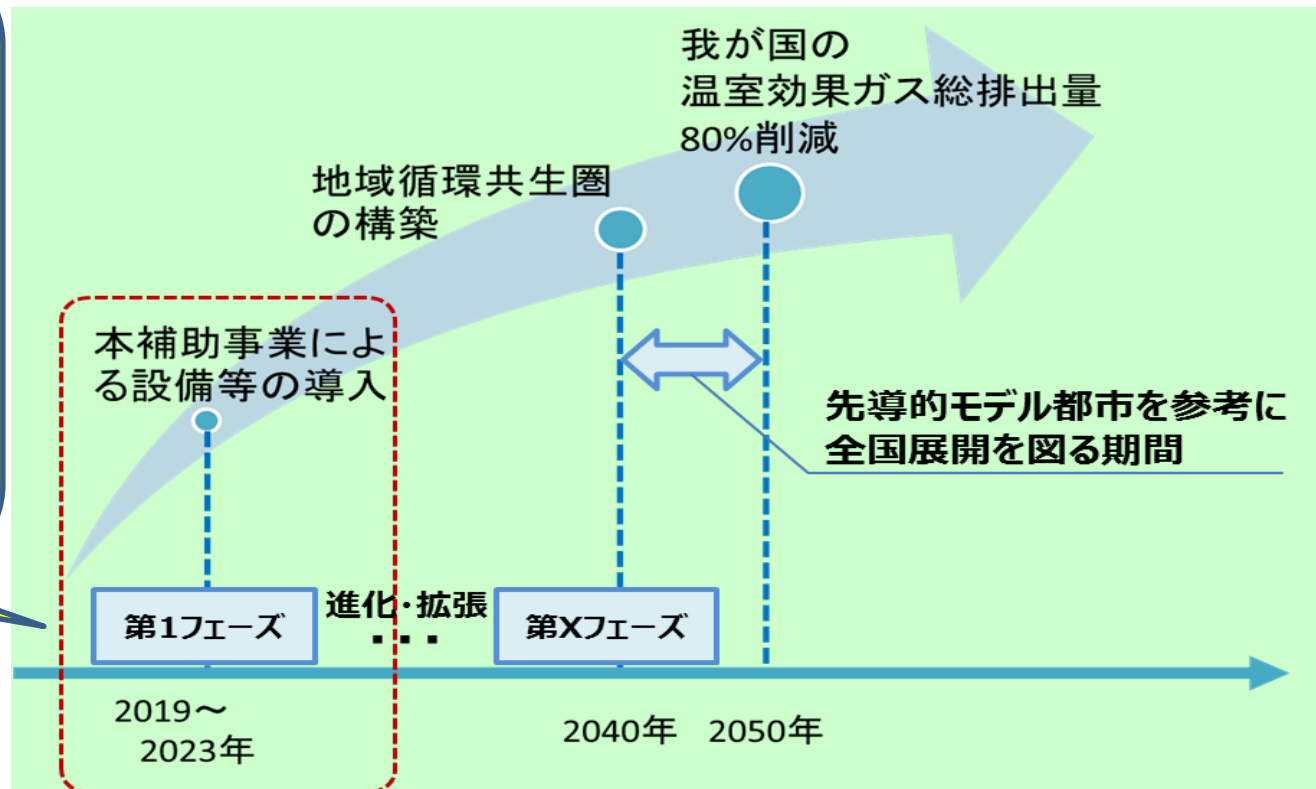 我が国の
温室効果ガス総排出量
80%削減
地域循環共生圏
の構築
本補助事業によ
る設備等の導入
先導的モデル都市を参考に
全国展開を図る期間
第1フェーズ
進化・拡張
・・・
第Xフェーズ
2019～
2023年
2040年
2050年